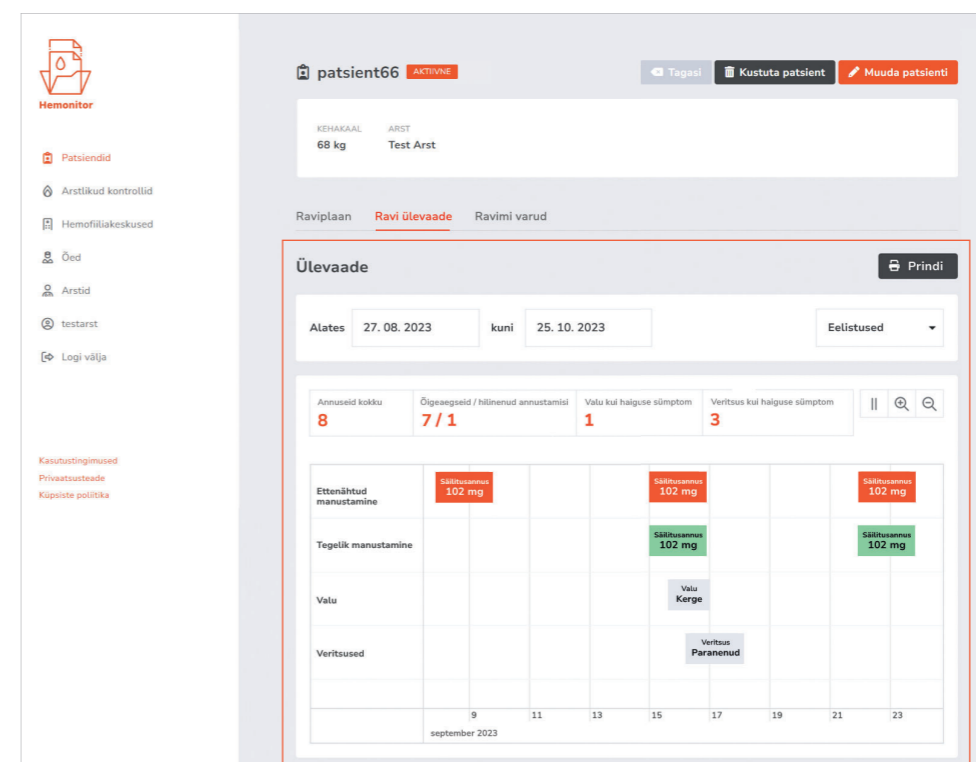 Hemonitor
Patsiendid
Arstlikud kontrollid
Hemofiiliakeskused
Õed
Arstid
testarst
Logi välja
Kasutustingimused
Privaatsusteade
Küpsiste poliitika
patsient66 AKTIIVNE
Tagasi Kustuta patsient Muuda patsienti
KEHAKAAL ARST
68 kg Test Arst
Raviplaan Ravi ülevaade Ravimi varud
Ülevaade Prindi
Alates 27. 08. 2023 kuni 25. 10. 2023 Eelistused
Annuseid kokku Õigeaegseid / hilinenud annustamisi Valu kui haiguse sümptom Veritsus kui haiguse sümptom
8 7 / 1 1 3
Ettenähtud
manustamine
Säilitusannus Säilitusannus Säilitusannus
102 mg 102 mg 102 mg
Tegelik manustamine
Säilitusannus Säilitusannus
102 mg 102 mg
Valu
Valu
Kerge
Veritsused
Veritsus
Paranenud
9 11 13 15 17 19 21 23
september 2023